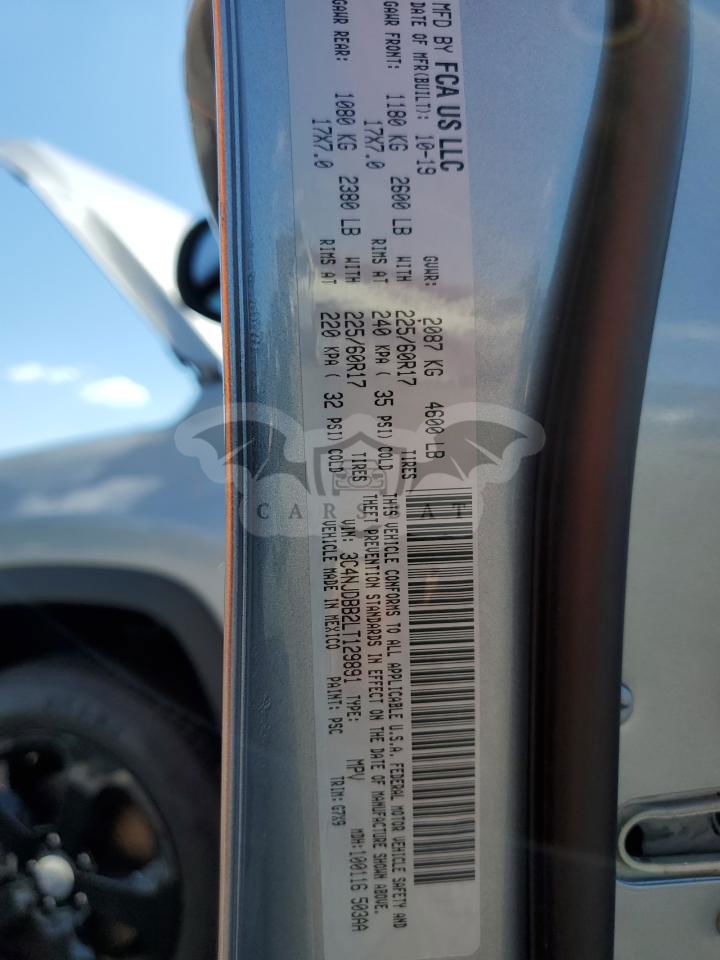 MFD BY FCA US LLC
DATE OF MFR(BUILT): 10-19 GVWR: 2087 KG 4600 LB
GAWR FRONT: 1180 KG 2600 LB WITH 225/60R17 TIRES
17X7.0 RIMS AT 240 KPA ( 35 PSI) COLD
GAWR REAR: 1080 KG 2380 LB WITH 225/60R17 TIRES
17X7.0 RIMS AT 220 KPA ( 32 PSI) COLD
THIS VEHICLE CONFORMS TO ALL APPLICABLE U.S.A. FEDERAL MOTOR VEHICLE SAFETY AND
THEFT PREVENTION STANDARDS IN EFFECT ON THE DATE OF MANUFACTURE SHOWN ABOVE.
VIN: 3C4NJDBB2LT129891 TYPE: MPV MDH:100116 503AA
VEHICLE MADE IN MEXICO PAINT: PSC TRIM: G7X9
CARSBAT